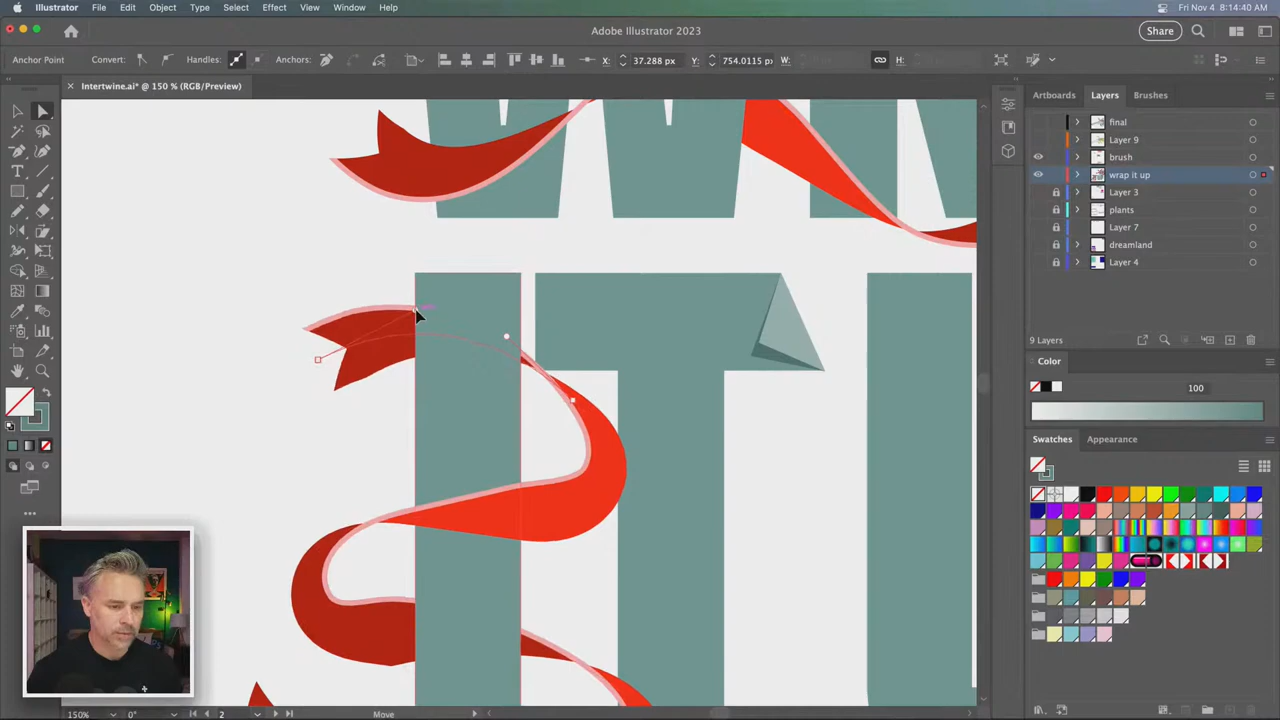 Illustrator File Edit Object Type Select Effect View Window Help
Fri Nov 4 8:14:40 AM
Adobe Illustrator 2023
Share
Anchor Point Convert: Handles: Anchors: X: 37.288 px Y: 754.0115 px W: H:
Intertwine.ai* @ 150 % (RGB/Preview)
Artboards Layers Brushes
final
Layer 9
brush
wrap it up
Layer 3
plants
Layer 7
dreamland
Layer 4
9 Layers
Color
100
Swatches Appearance
IT
150% 0° 2 Move